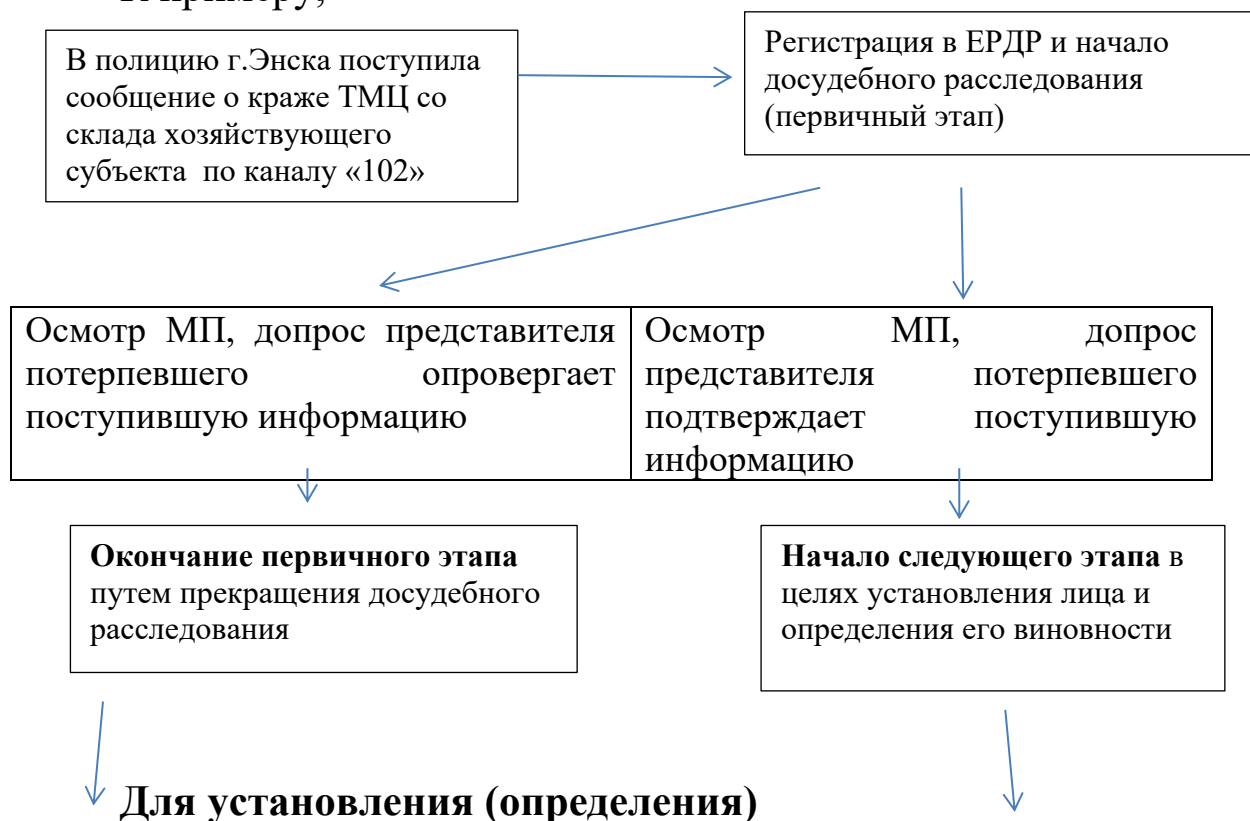 К примеру,
В полицию г.Энска поступила
сообщение о краже ТМЦ со
склада хозяйствующего
субъекта по каналу «102»
Регистрация в ЕРДР и начало
досудебного расследования
(первичный этап)
Осмотр МП, допрос представителя
потерпевшего опровергает
поступившую информацию
Осмотр МП, допрос
представителя потерпевшего
подтверждает поступившую
информацию
Окончание первичного этапа
путем прекращения досудебного
расследования
Начало следующего этапа в
целях установления лица и
определения его виновности
Для установления (определения)